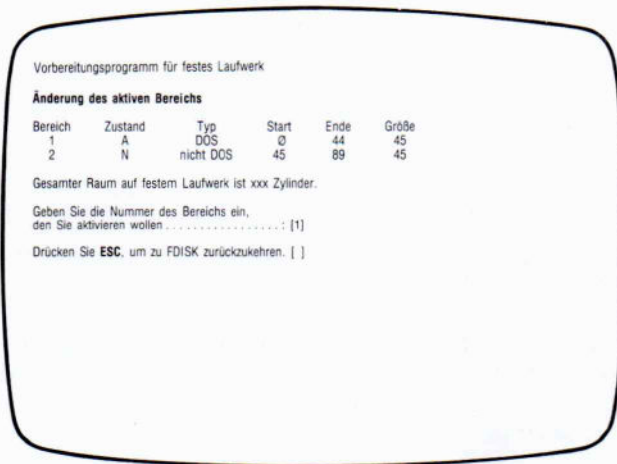 Vorbereitungsprogramm für festes Laufwerk
Änderung des aktiven Bereichs
Bereich Zustand Typ Start Ende Größe
1 A DOS Ø 44 45
2 N nicht DOS 45 89 45
Gesamter Raum auf festem Laufwerk ist xxx Zylinder.
Geben Sie die Nummer des Bereichs ein,
den Sie aktivieren wollen . . . . . . . . . . . . . . . . . : [1]
Drücken Sie ESC, um zu FDISK zurückzukehren. [ ]